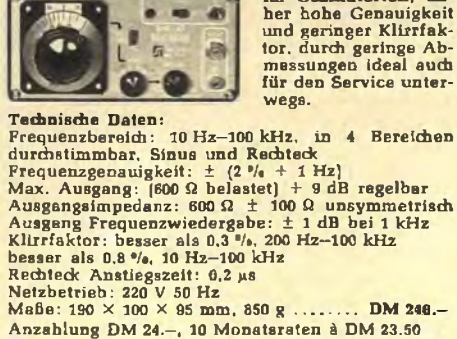 her hohe Genauigkeit
und geringer Klirrfak-
tor, durch geringe Ab-
messungen ideal auch
für den Service unter-
wegs.
Technische Daten:
Frequenzbereich: 10 Hz–100 kHz, in 4 Bereichen
durchstimmbar, Sinus und Rechteck
Frequenzgenauigkeit: ± (2 % + 1 Hz)
Max. Ausgang: (600 Ω belastet) + 9 dB regelbar
Ausgangsimpedanz: 600 Ω ± 100 Ω unsymmetrisch
Ausgang Frequenzwiedergabe: ± 1 dB bei 1 kHz
Klirrfaktor: besser als 0,3 %, 200 Hz–100 kHz
besser als 0,8 %, 10 Hz–100 kHz
Rechteck Anstiegszeit: 0,2 µs
Netzbetrieb: 220 V 50 Hz
Maße: 190 × 100 × 95 mm, 850 g ........ DM 248.–
Anzahlung DM 24.–, 10 Monatsraten à DM 23.50